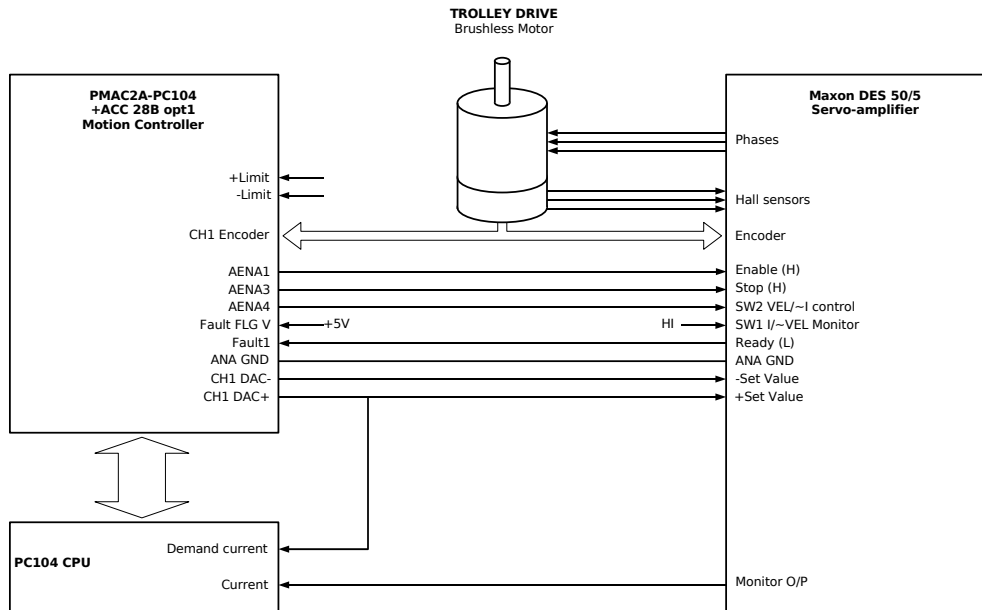 TROLLEY DRIVE
Brushless Motor
PMAC2A-PC104
+ACC 28B opt1
Motion Controller
Maxon DES 50/5
Servo-amplifier
Phases
+Limit
-Limit
Hall sensors
CH1 Encoder
Encoder
AENA1
Enable (H)
AENA3
Stop (H)
AENA4
SW2 VEL/~I control
Fault FLG V
+5V
HI
SW1 I/~VEL Monitor
Fault1
Ready (L)
ANA GND
ANA GND
CH1 DAC-
-Set Value
CH1 DAC+
+Set Value
PC104 CPU
Demand current
Current
Monitor O/P